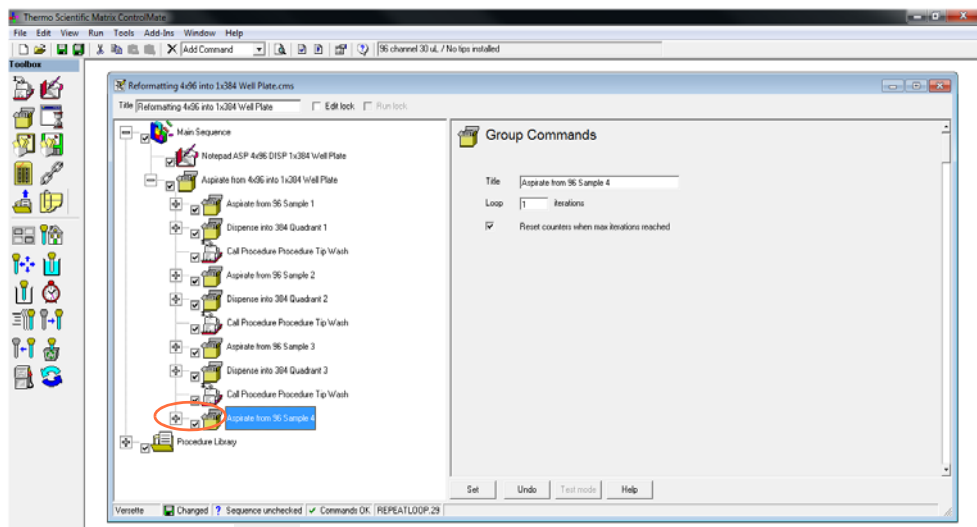 Thermo Scientific Matrix ControlMate
File Edit View Run Tools Add-Ins Window Help
Add Command
96 channel 30 uL / No tips installed
Toolbox
Reformatting 4x96 into 1x384 Well Plate.cms
Title Reformatting 4x96 into 1x384 Well Plate Edit lock Run lock
Main Sequence
Notepad ASP 4x96 DISP 1x384 Well Plate
Aspirate from 4x96 into 1x384 Well Plate
Aspirate from 96 Sample 1
Dispense into 384 Quadrant 1
Call Procedure Procedure Tip Wash
Aspirate from 96 Sample 2
Dispense into 384 Quadrant 2
Call Procedure Procedure Tip Wash
Aspirate from 96 Sample 3
Dispense into 384 Quadrant 3
Call Procedure Procedure Tip Wash
Aspirate from 96 Sample 4
Procedure Library
Group Commands
Title Aspirate from 96 Sample 4
Loop 1 iterations
Reset counters when max iterations reached
Set Undo Text mode Help
Versette Changed ? Sequence unchecked Commands OK REPEATLOOP.29